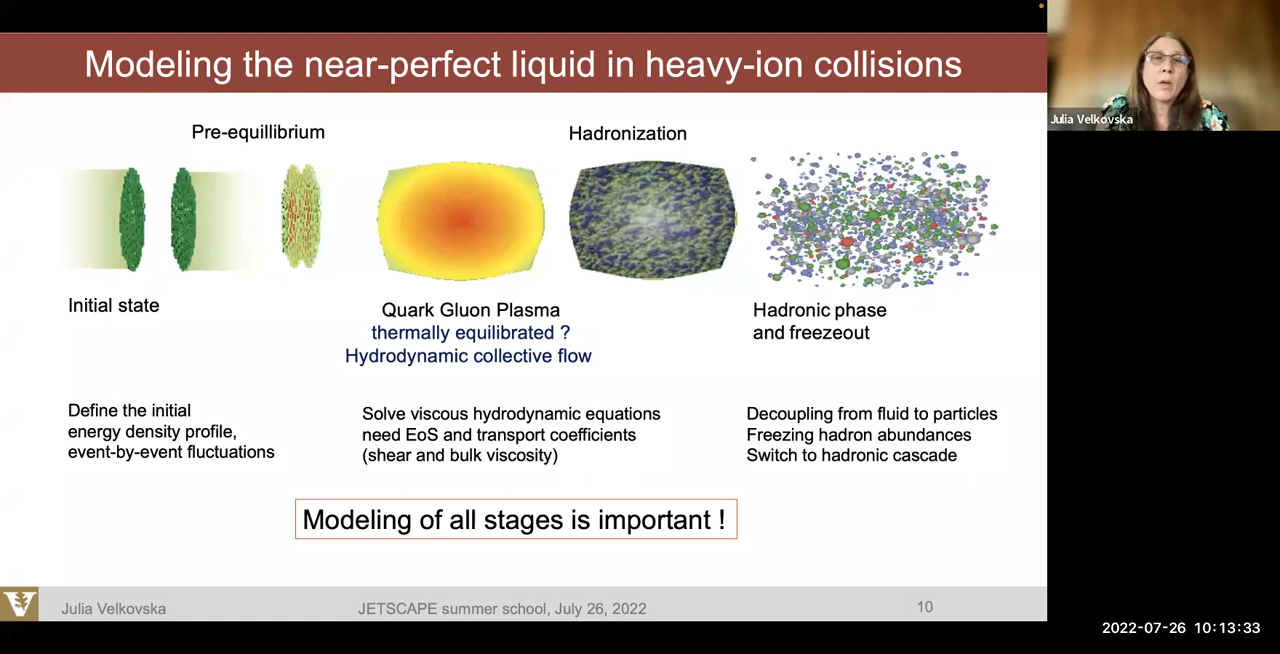 Modeling the near-perfect liquid in heavy-ion collisions
Julia Velkovska
Pre-equillibrium
Hadronization
Initial state
Quark Gluon Plasma
thermally equilibrated ?
Hydrodynamic collective flow
Hadronic phase
and freezeout
Define the initial
energy density profile,
event-by-event fluctuations
Solve viscous hydrodynamic equations
need EoS and transport coefficients
(shear and bulk viscosity)
Decoupling from fluid to particles
Freezing hadron abundances
Switch to hadronic cascade
Modeling of all stages is important !
V
Julia Velkovska
JETSCAPE summer school, July 26, 2022
10
2022-07-26 10:13:33